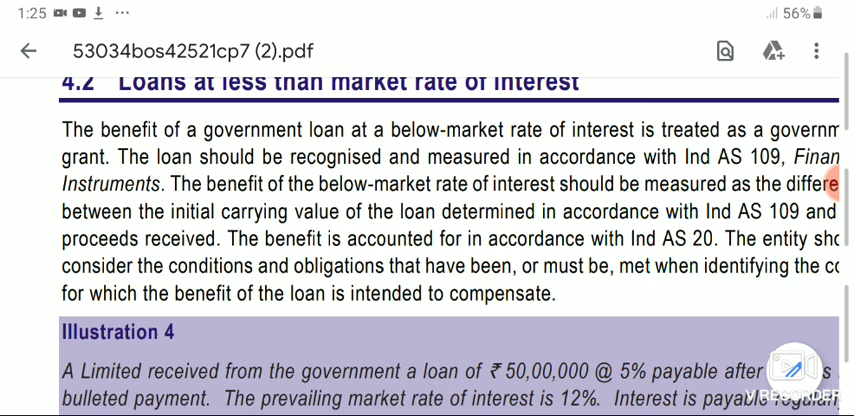 1:25 ... 56%
53034bos42521cp7 (2).pdf
4.2 Loans at less than market rate of interest
The benefit of a government loan at a below-market rate of interest is treated as a governm
grant. The loan should be recognised and measured in accordance with Ind AS 109, Finan
Instruments. The benefit of the below-market rate of interest should be measured as the differe
between the initial carrying value of the loan determined in accordance with Ind AS 109 and
proceeds received. The benefit is accounted for in accordance with Ind AS 20. The entity sho
consider the conditions and obligations that have been, or must be, met when identifying the co
for which the benefit of the loan is intended to compensate.
Illustration 4
A Limited received from the government a loan of ₹ 50,00,000 @ 5% payable after
bulleted payment. The prevailing market rate of interest is 12%. Interest is payable regularly
V RECORDER